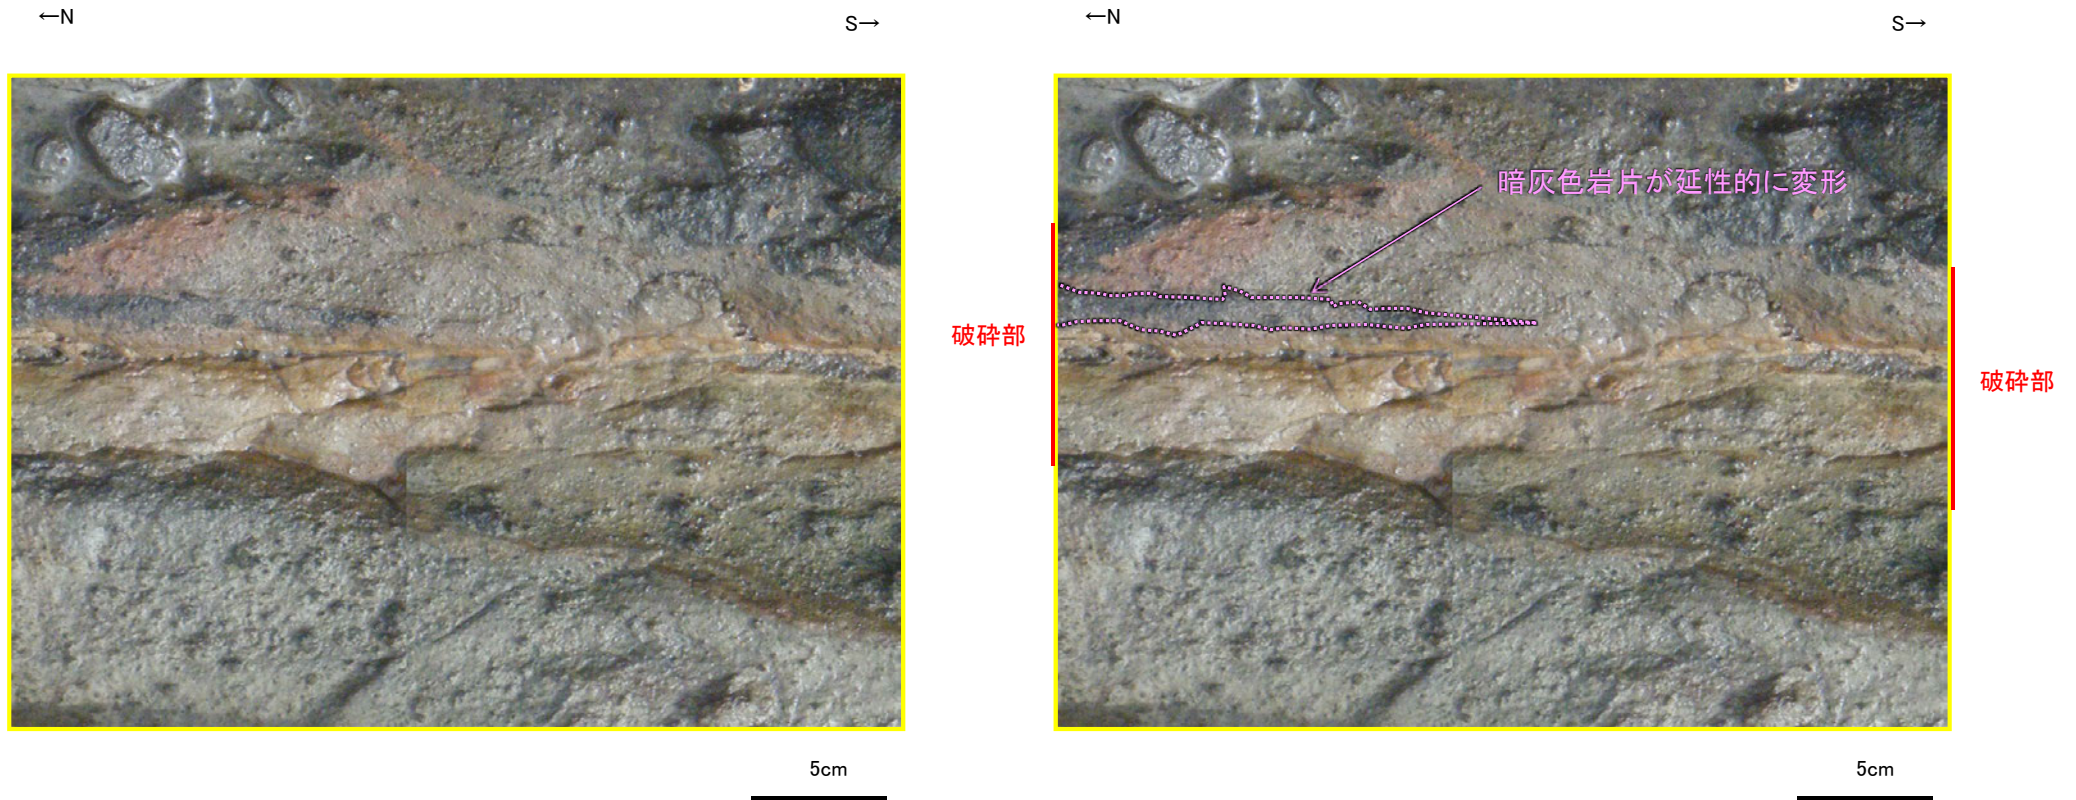 ←N
S→
←N
S→
暗灰色岩片が延性的に変形
破砕部
破砕部
5cm
5cm